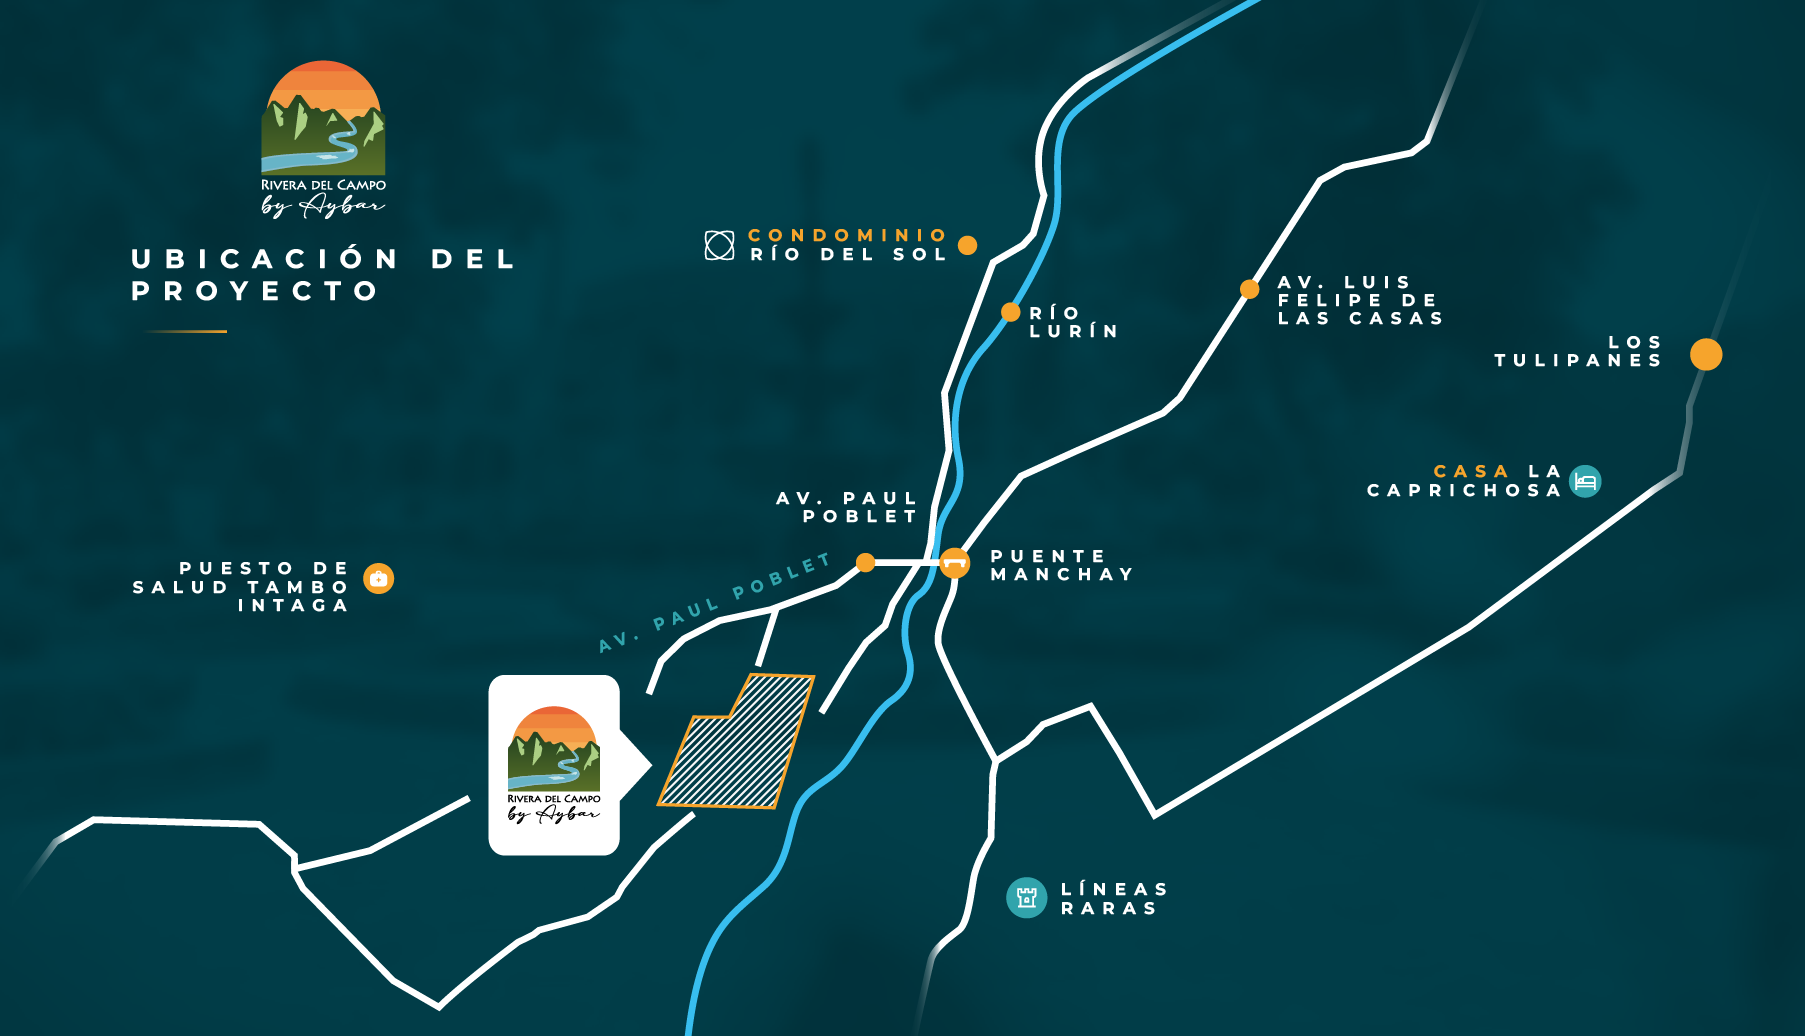 RIVERA DEL CAMPO
by Aybar
UBICACIÓN DEL
PROYECTO
CONDOMINIO
RÍO DEL SOL
RÍO
LURÍN
AV. LUIS
FELIPE DE
LAS CASAS
LOS
TULIPANES
CASA LA
CAPRICHOSA
AV. PAUL
POBLET
PUENTE
MANCHAY
AV. PAUL POBLET
PUESTO DE
SALUD TAMBO
INTAGA
RIVERA DEL CAMPO
by Aybar
LÍNEAS
RARAS